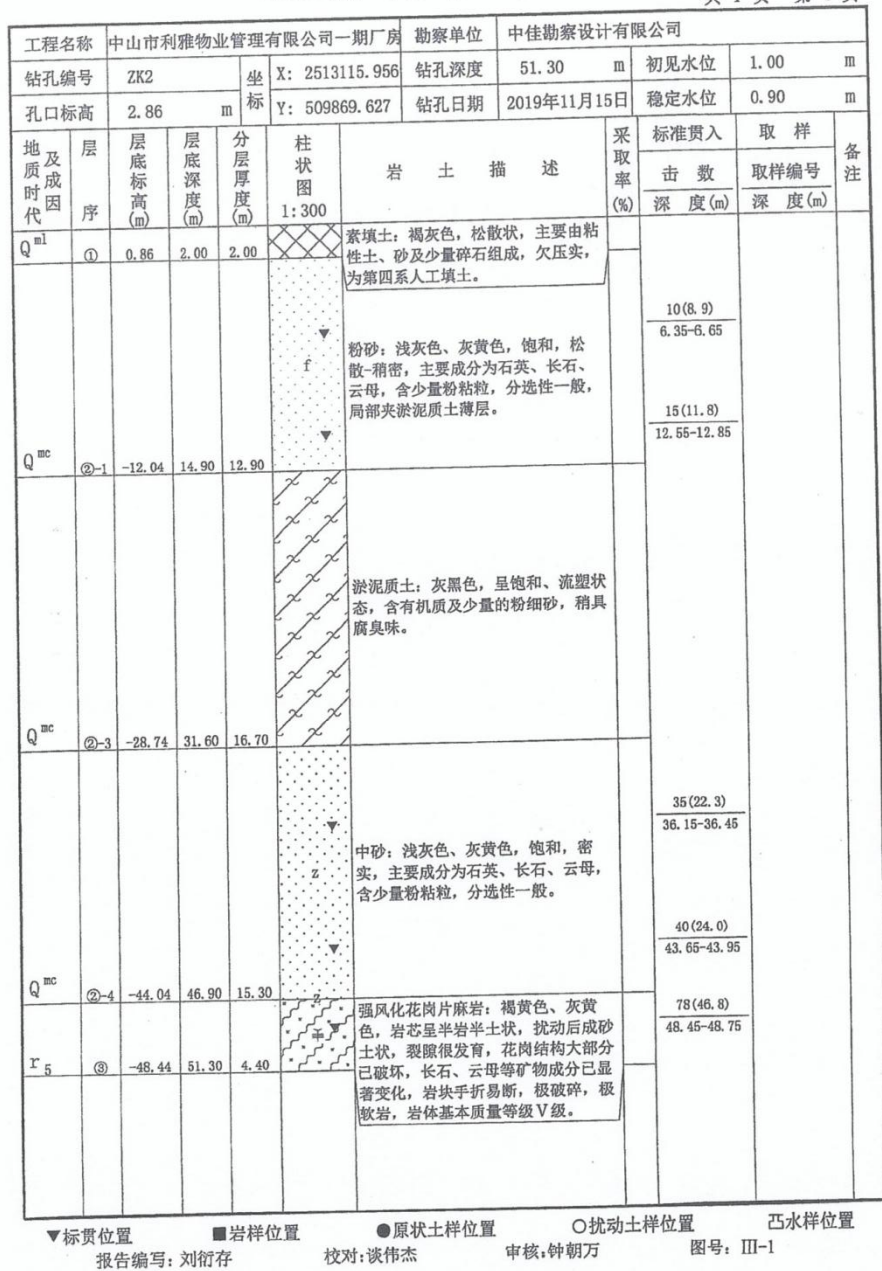 工程名称 中山市利雅物业管理有限公司一期厂房 勘察单位 中佳勘察设计有限公司
钻孔编号 ZK2 坐标 X: 2513115.956 钻孔深度 51.30 m 初见水位 1.00 m
孔口标高 2.86 m Y: 509869.627 钻孔日期 2019年11月15日 稳定水位 0.90 m
地质时代及成因 层序 层底标高(m) 层底深度(m) 分层厚度(m) 柱状图 1:300 岩土描述 采取率(%) 标准贯入 击数 深度(m) 取样 取样编号 深度(m) 备注
素填土：褐灰色，松散状，主要由粘
性土、砂及少量碎石组成，欠压实，
为第四系人工填土。
Q ml ① 0.86 2.00 2.00
10(8.9)
6.35-6.65
f
粉砂：浅灰色、灰黄色，饱和，松
散-稍密，主要成分为石英、长石、
云母，含少量粉粘粒，分选性一般，
局部夹淤泥质土薄层。
15(11.8)
12.55-12.85
Q mc ②-1 -12.04 14.90 12.90
淤泥质土：灰黑色，呈饱和、流塑状
态，含有机质及少量的粉细砂，稍具
腐臭味。
Q mc ②-3 -28.74 31.60 16.70
35(22.3)
36.15-36.45
z
中砂：浅灰色、灰黄色，饱和，密
实，主要成分为石英、长石、云母，
含少量粉粘粒，分选性一般。
40(24.0)
43.65-43.95
Q mc ②-4 -44.04 46.90 15.30
z
78(46.8)
48.45-48.75
强风化花岗片麻岩：褐黄色、灰黄
色，岩芯呈半岩半土状，扰动后成砂
土状，裂隙很发育，花岗结构大部分
已破坏，长石、云母等矿物成分已显
著变化，岩块手折易断，极破碎，极
软岩，岩体基本质量等级V级。
r 5 ③ -48.44 51.30 4.40
▼标贯位置 ■岩样位置 ●原状土样位置 ○扰动土样位置 凸水样位置
报告编写：刘衍存 校对:谈伟杰 审核:钟朝万 图号：III-1